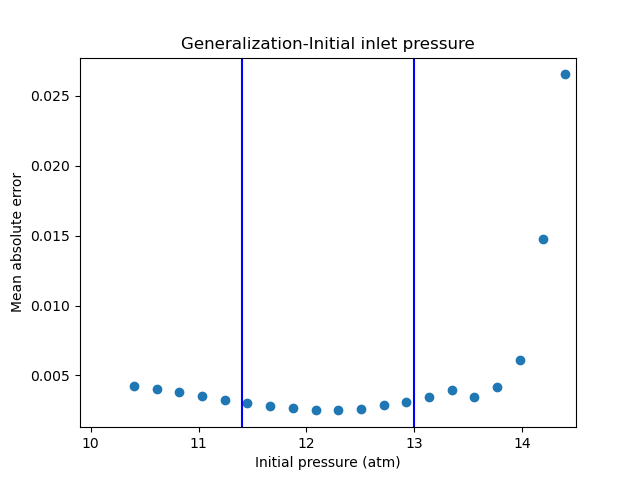 Generalization-Initial inlet pressure
Mean absolute error
0.025
0.020
0.015
0.010
0.005
10 11 12 13 14
Initial pressure (atm)